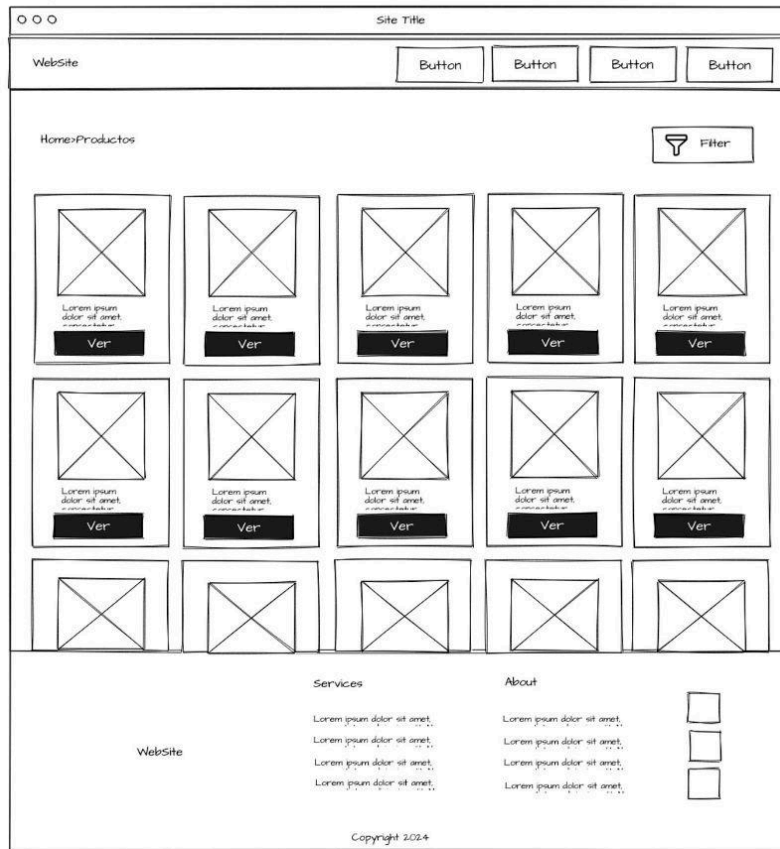 Site Title
WebSite
Button
Button
Button
Button
Home>Productos
Filter
Lorem ipsum
dolor sit amet,
Ver
Lorem ipsum
dolor sit amet,
Ver
Lorem ipsum
dolor sit amet,
Ver
Lorem ipsum
dolor sit amet,
Ver
Lorem ipsum
dolor sit amet,
Ver
Lorem ipsum
dolor sit amet,
Ver
Lorem ipsum
dolor sit amet,
Ver
Lorem ipsum
dolor sit amet,
Ver
Lorem ipsum
dolor sit amet,
Ver
Lorem ipsum
dolor sit amet,
Ver
WebSite
Services
Lorem ipsum dolor sit amet,
Lorem ipsum dolor sit amet,
Lorem ipsum dolor sit amet,
Lorem ipsum dolor sit amet,
About
Lorem ipsum dolor sit amet,
Lorem ipsum dolor sit amet,
Lorem ipsum dolor sit amet,
Lorem ipsum dolor sit amet,
Copyright 2024